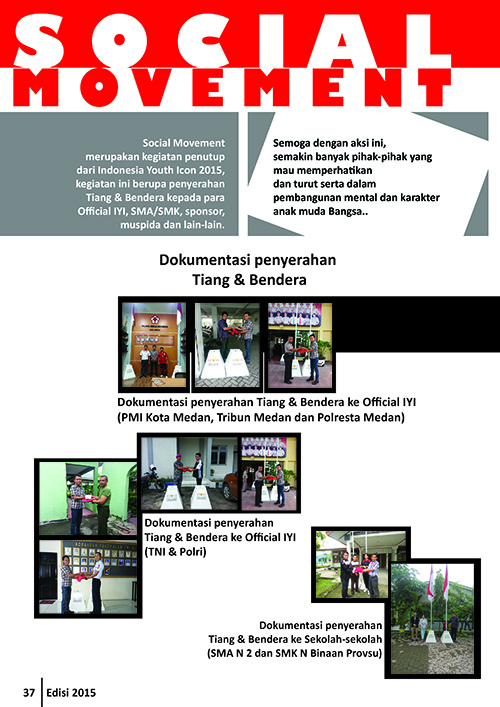 SOCIAL
MOVEMENT
Social Movement
merupakan kegiatan penutup
dari Indonesia Youth Icon 2015,
kegiatan ini berupa penyerahan
Tiang & Bendera kepada para
Official IYI, SMA/SMK, sponsor,
muspida dan lain-lain.
Semoga dengan aksi ini,
semakin banyak pihak-pihak yang
mau memperhatikan
dan turut serta dalam
pembangunan mental dan karakter
anak muda Bangsa..
Dokumentasi penyerahan
Tiang & Bendera
Dokumentasi penyerahan Tiang & Bendera ke Official IYI
(PMI Kota Medan, Tribun Medan dan Polresta Medan)
Dokumentasi penyerahan
Tiang & Bendera ke Official IYI
(TNI & Polri)
Dokumentasi penyerahan
Tiang & Bendera ke Sekolah-sekolah
(SMA N 2 dan SMK N Binaan Provsu)
37 Edisi 2015